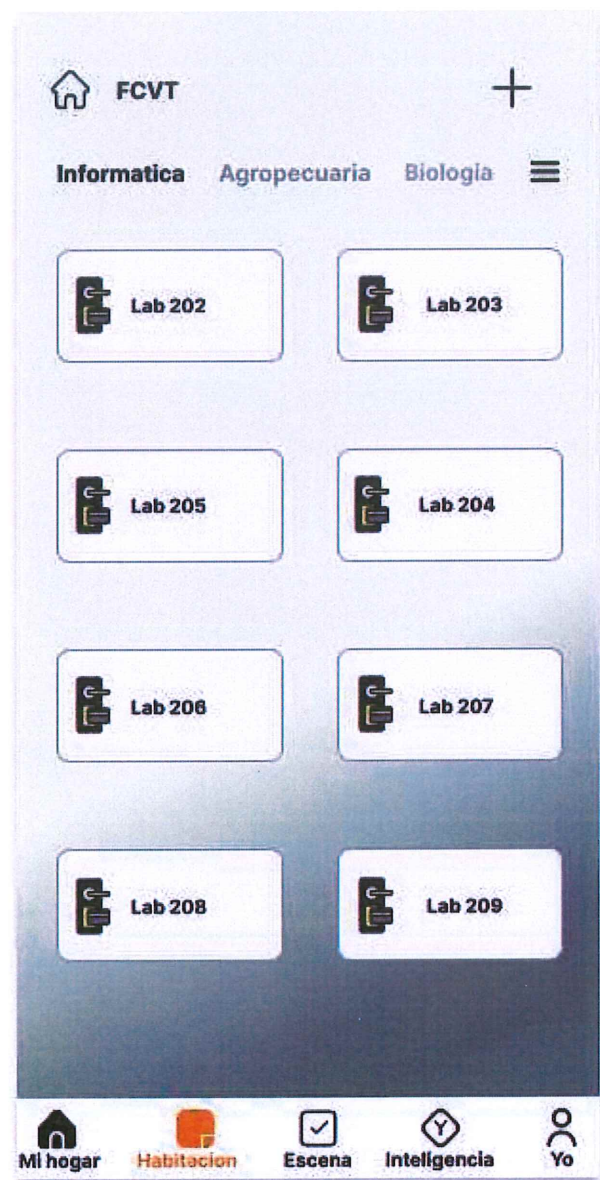 FCVT
Informatica Agropecuaria Biologia
Lab 202 Lab 203
Lab 205 Lab 204
Lab 206 Lab 207
Lab 208 Lab 209
Mi hogar Habitacion Escena Inteligencia Yo